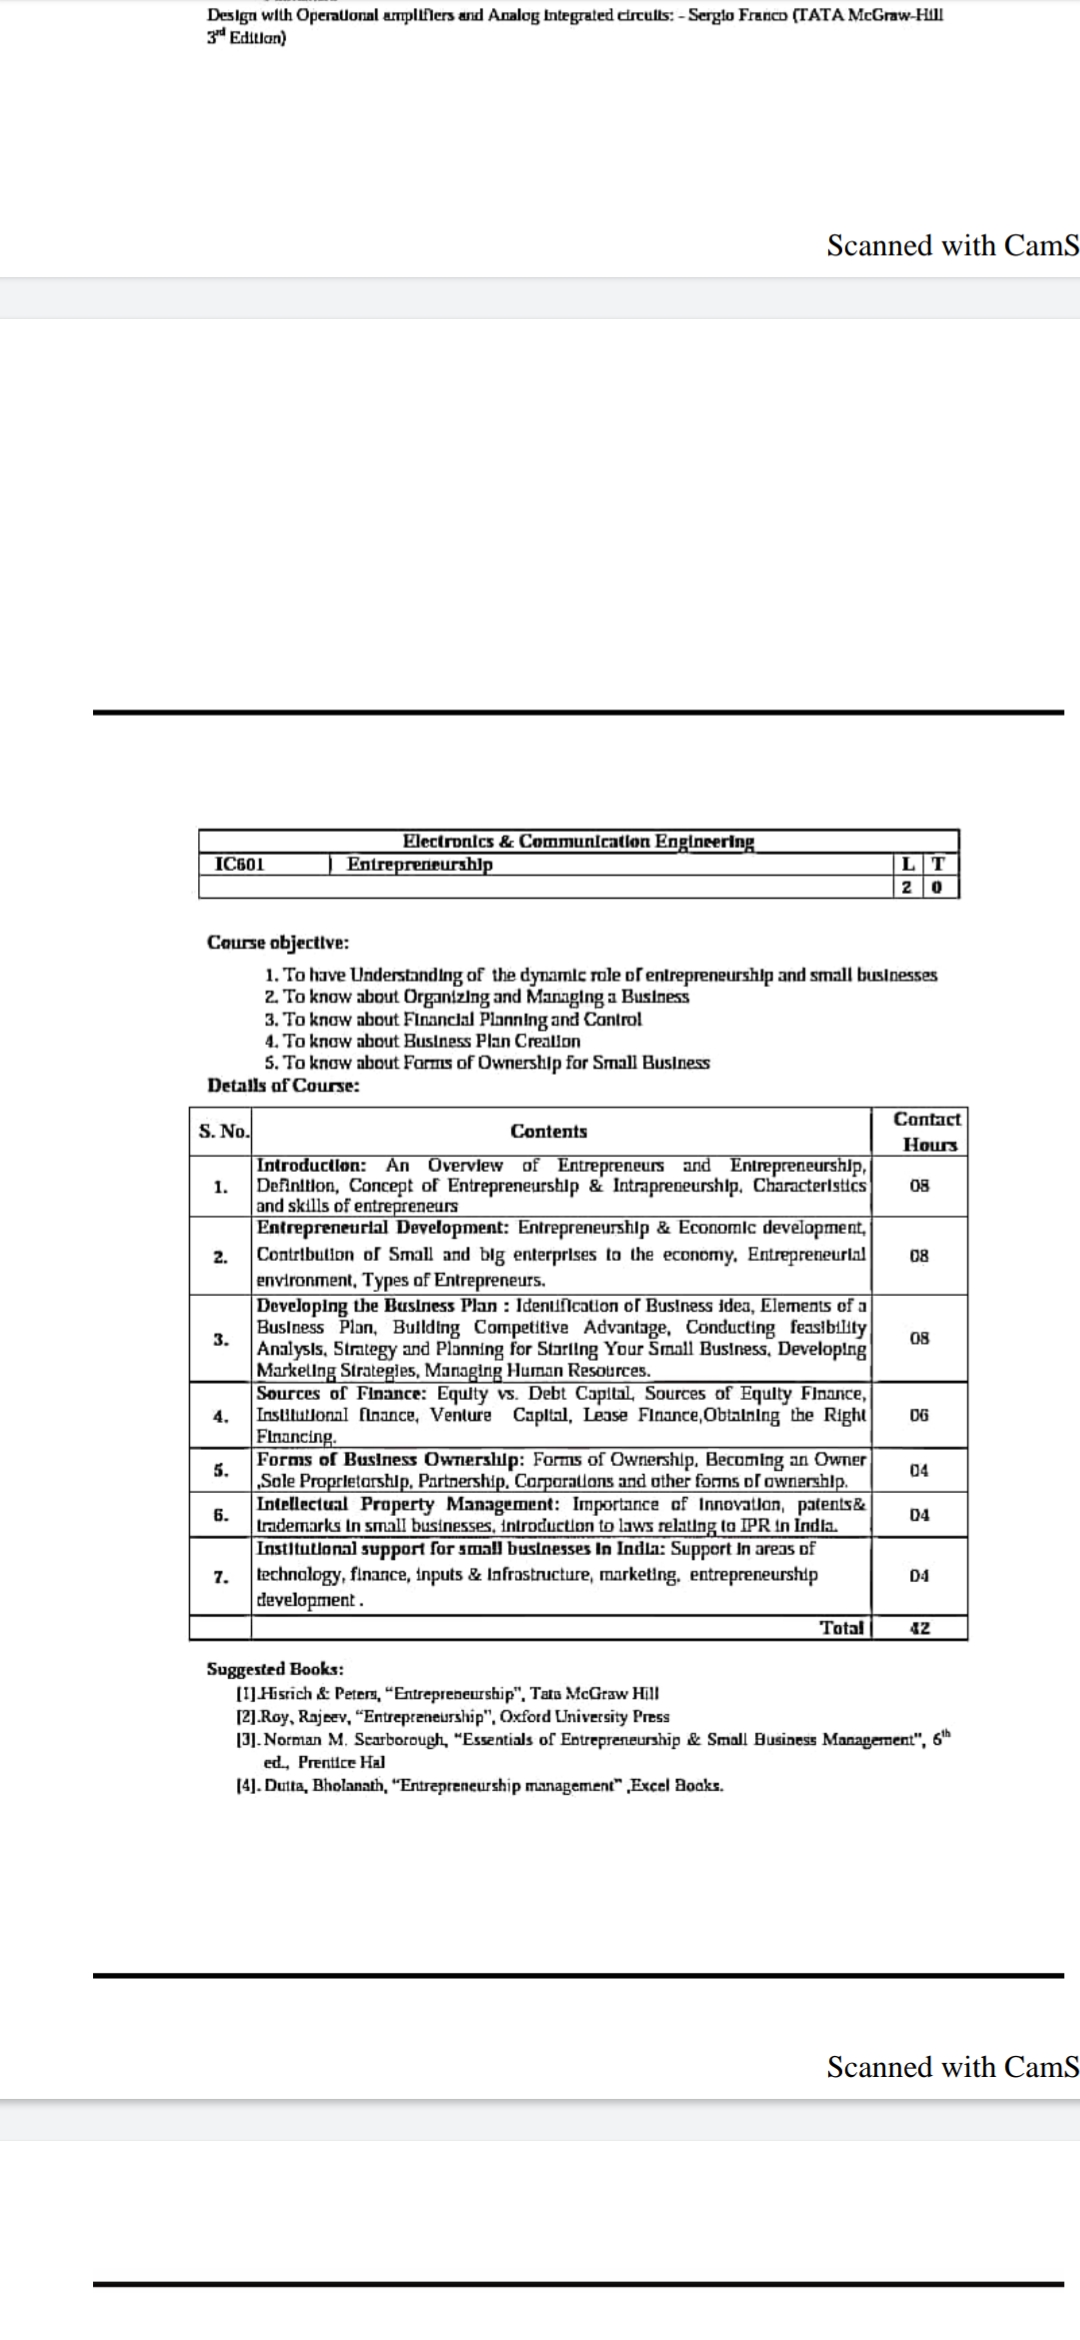 Design with Operational amplifiers and Analog Integrated circuits: - Sergio Franco (TATA McGraw-Hill
3rd Edition)
Scanned with CamS
Electronics & Communication Engineering
IC601 Entrepreneurship L T
2 0
Course objective:
1. To have Understanding of the dynamic role of entrepreneurship and small businesses
2. To know about Organizing and Managing a Business
3. To know about Financial Planning and Control
4. To know about Business Plan Creation
5. To know about Forms of Ownership for Small Business
Details of Course:
S. No. Contents Contact Hours
Introduction: An Overview of Entrepreneurs and Entrepreneurship,
1. Definition, Concept of Entrepreneurship & Intrapreneurship, Characteristics 08
and skills of entrepreneurs
Entrepreneurial Development: Entrepreneurship & Economic development,
2. Contribution of Small and big enterprises to the economy, Entrepreneurial 08
environment, Types of Entrepreneurs.
Developing the Business Plan : Identification of Business idea, Elements of a
Business Plan, Building Competitive Advantage, Conducting feasibility
3. Analysis, Strategy and Planning for Starting Your Small Business, Developing 08
Marketing Strategies, Managing Human Resources.
Sources of Finance: Equity vs. Debt Capital, Sources of Equity Finance,
4. Institutional finance, Venture Capital, Lease Finance,Obtaining the Right 06
Financing.
5. Forms of Business Ownership: Forms of Ownership, Becoming an Owner 04
,Sole Proprietorship, Partnership, Corporations and other forms of ownership.
6. Intellectual Property Management: Importance of Innovation, patents& 04
trademarks in small businesses, introduction to laws relating to IPR in India.
Institutional support for small businesses in India: Support in areas of
7. technology, finance, inputs & infrastructure, marketing, entrepreneurship 04
development .
Total 42
Suggested Books:
[1].Hisrich & Peters, “Entrepreneurship”, Tata McGraw Hill
[2].Roy, Rajeev, “Entrepreneurship”, Oxford University Press
[3]. Norman M. Scarborough, “Essentials of Entrepreneurship & Small Business Management”, 6th
ed., Prentice Hal
[4]. Dutta, Bholanath, “Entrepreneurship management” ,Excel Books.
Scanned with CamS